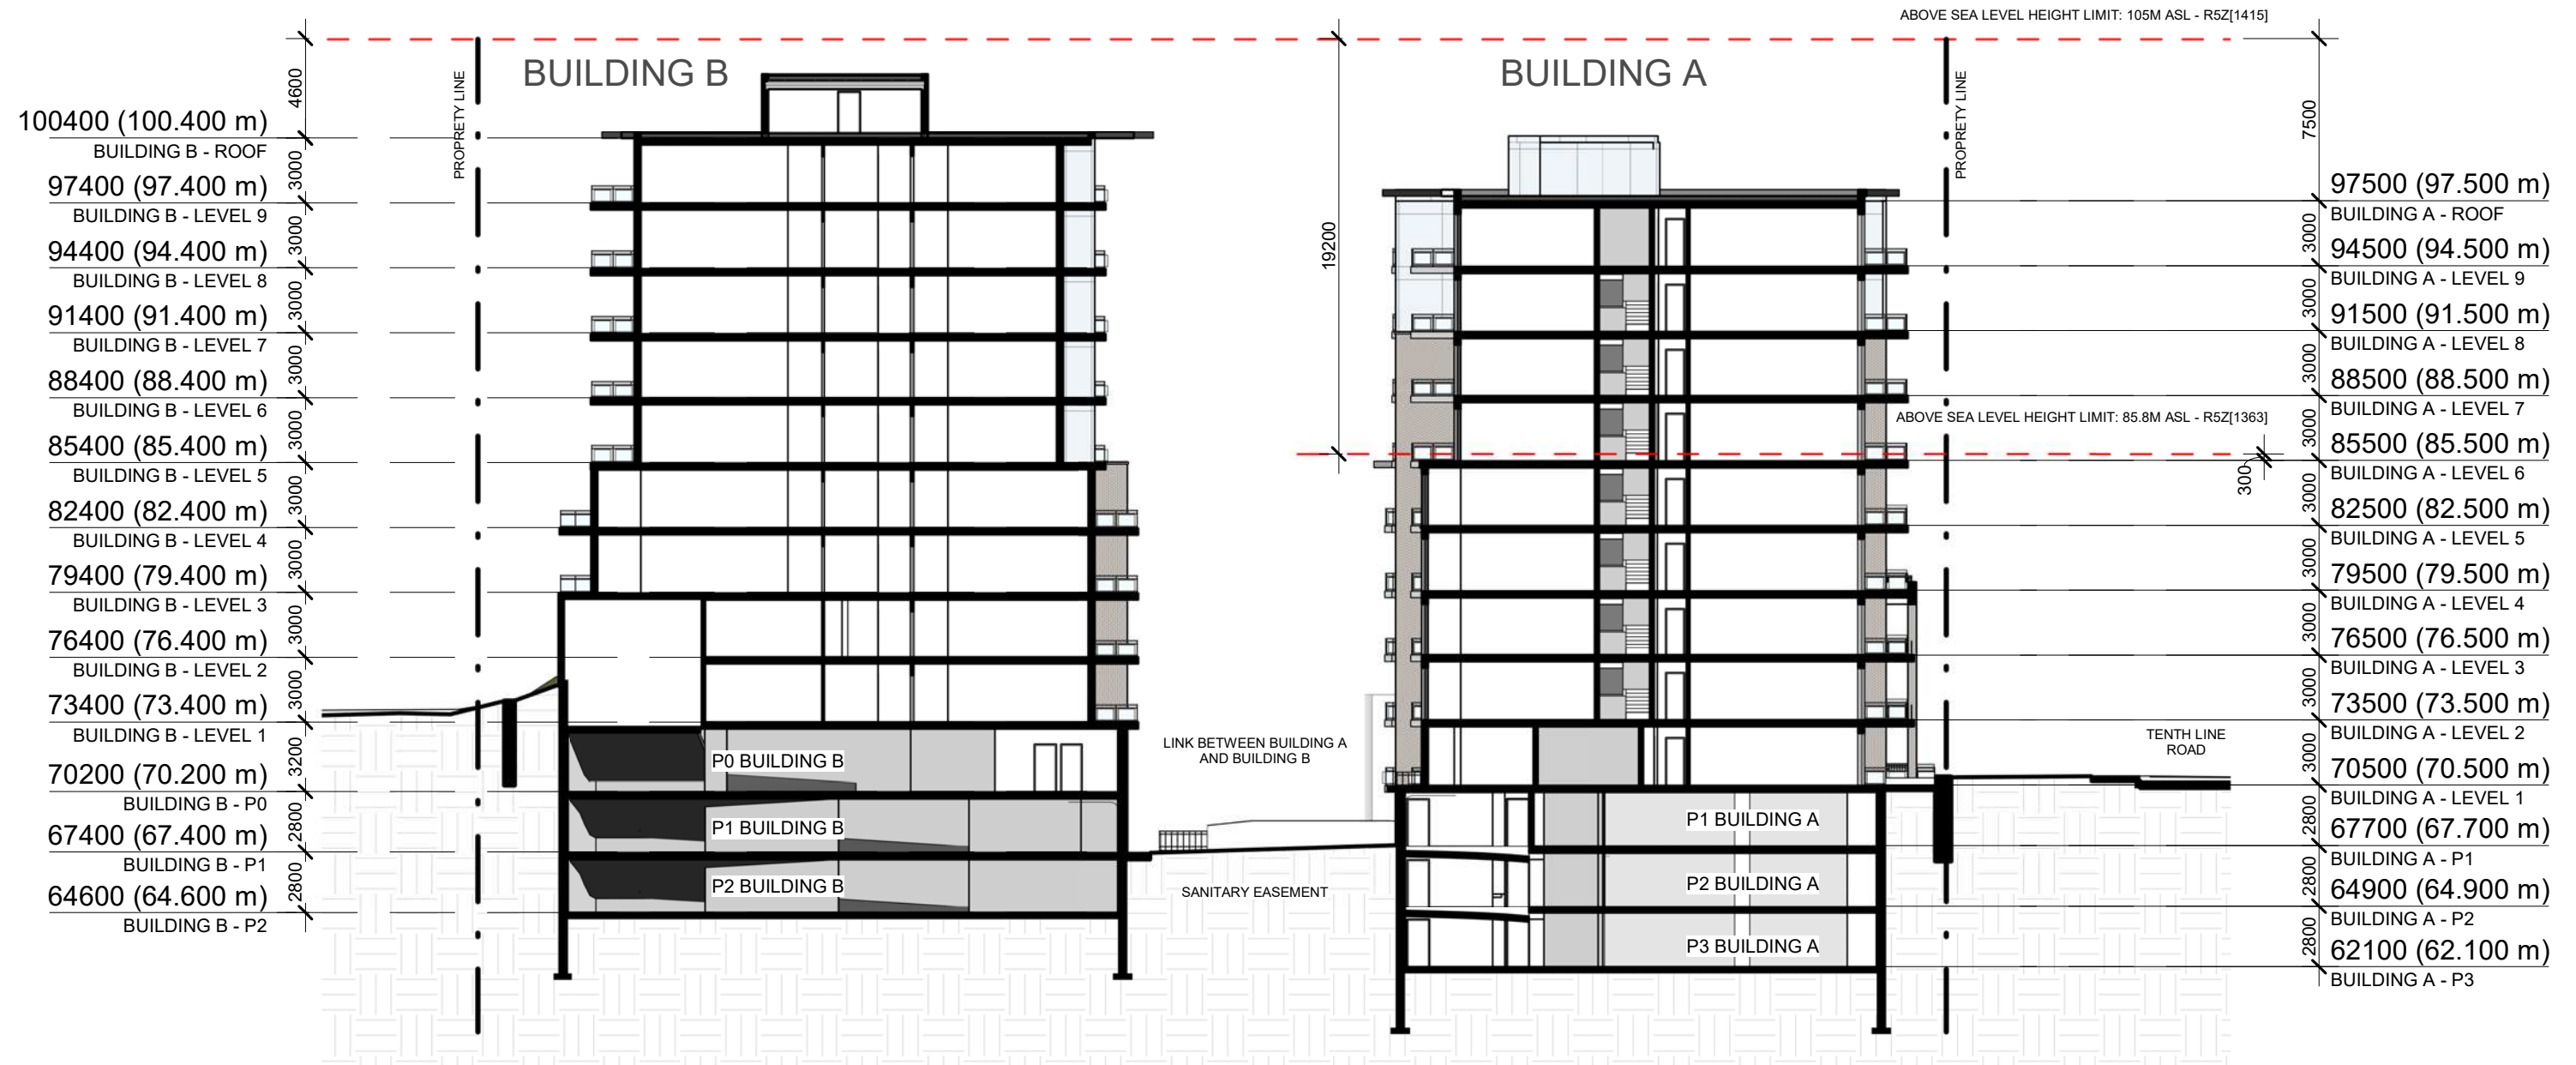 ABOVE SEA LEVEL HEIGHT LIMIT: 105M ASL - R5Z[1415]
BUILDING B
BUILDING A
PROPRETY LINE
PROPRETY LINE
4600
100400 (100.400 m)
BUILDING B - ROOF
3000
97400 (97.400 m)
BUILDING B - LEVEL 9
3000
94400 (94.400 m)
BUILDING B - LEVEL 8
3000
91400 (91.400 m)
BUILDING B - LEVEL 7
3000
88400 (88.400 m)
BUILDING B - LEVEL 6
3000
85400 (85.400 m)
BUILDING B - LEVEL 5
3000
82400 (82.400 m)
BUILDING B - LEVEL 4
3000
79400 (79.400 m)
BUILDING B - LEVEL 3
3000
76400 (76.400 m)
BUILDING B - LEVEL 2
3000
73400 (73.400 m)
BUILDING B - LEVEL 1
3200
70200 (70.200 m)
BUILDING B - P0
2800
67400 (67.400 m)
BUILDING B - P1
2800
64600 (64.600 m)
BUILDING B - P2
P0 BUILDING B
P1 BUILDING B
P2 BUILDING B
19200
LINK BETWEEN BUILDING A
AND BUILDING B
SANITARY EASEMENT
P1 BUILDING A
P2 BUILDING A
P3 BUILDING A
ABOVE SEA LEVEL HEIGHT LIMIT: 85.8M ASL - R5Z[1363]
300
TENTH LINE
ROAD
7500
97500 (97.500 m)
BUILDING A - ROOF
3000
94500 (94.500 m)
BUILDING A - LEVEL 9
3000
91500 (91.500 m)
BUILDING A - LEVEL 8
3000
88500 (88.500 m)
BUILDING A - LEVEL 7
3000
85500 (85.500 m)
BUILDING A - LEVEL 6
3000
82500 (82.500 m)
BUILDING A - LEVEL 5
3000
79500 (79.500 m)
BUILDING A - LEVEL 4
3000
76500 (76.500 m)
BUILDING A - LEVEL 3
3000
73500 (73.500 m)
BUILDING A - LEVEL 2
3000
70500 (70.500 m)
BUILDING A - LEVEL 1
2800
67700 (67.700 m)
BUILDING A - P1
2800
64900 (64.900 m)
BUILDING A - P2
2800
62100 (62.100 m)
BUILDING A - P3